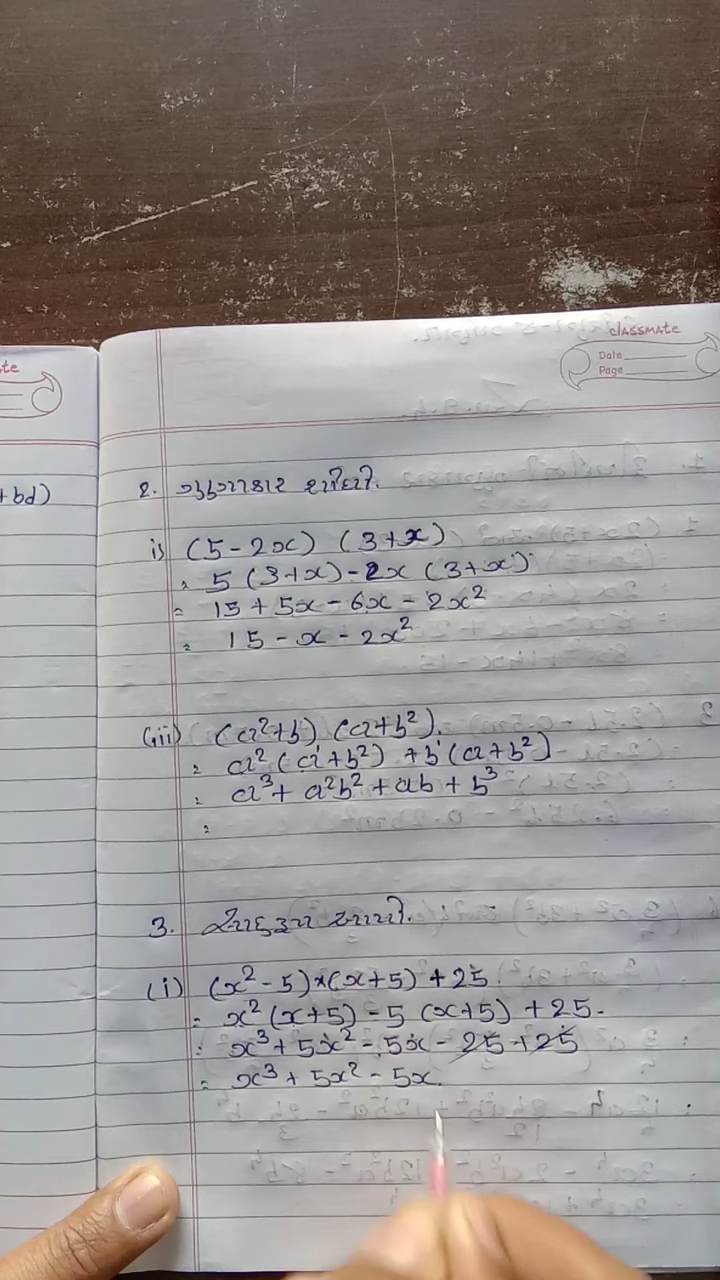 te
classmate
Date
Page
+ bd)
2. ગુણાકાર શોધો.
i) (5 - 2x) (3 + x)
= 5 (3 + x) - 2x (3 + x)
= 15 + 5x - 6x - 2x²
= 15 - x - 2x²
(iii) (a² + b) (a + b²).
= a² (a + b²) + b (a + b²)
= a³ + a²b² + ab + b³
=
3. સાદુરૂપ આપો.
(i) (x² - 5) × (x + 5) + 25.
= x² (x + 5) - 5 (x + 5) + 25.
= x³ + 5x² - 5x - 25 + 25
= x³ + 5x² - 5x.